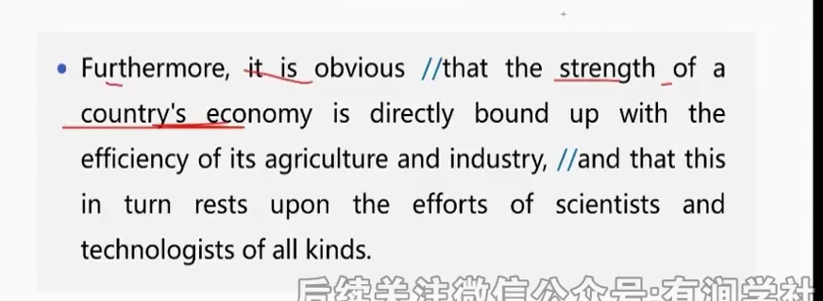 • Furthermore, it is obvious //that the strength of a
country's economy is directly bound up with the
efficiency of its agriculture and industry, //and that this
in turn rests upon the efforts of scientists and
technologists of all kinds.
后续关注微信公众号:有涧学社